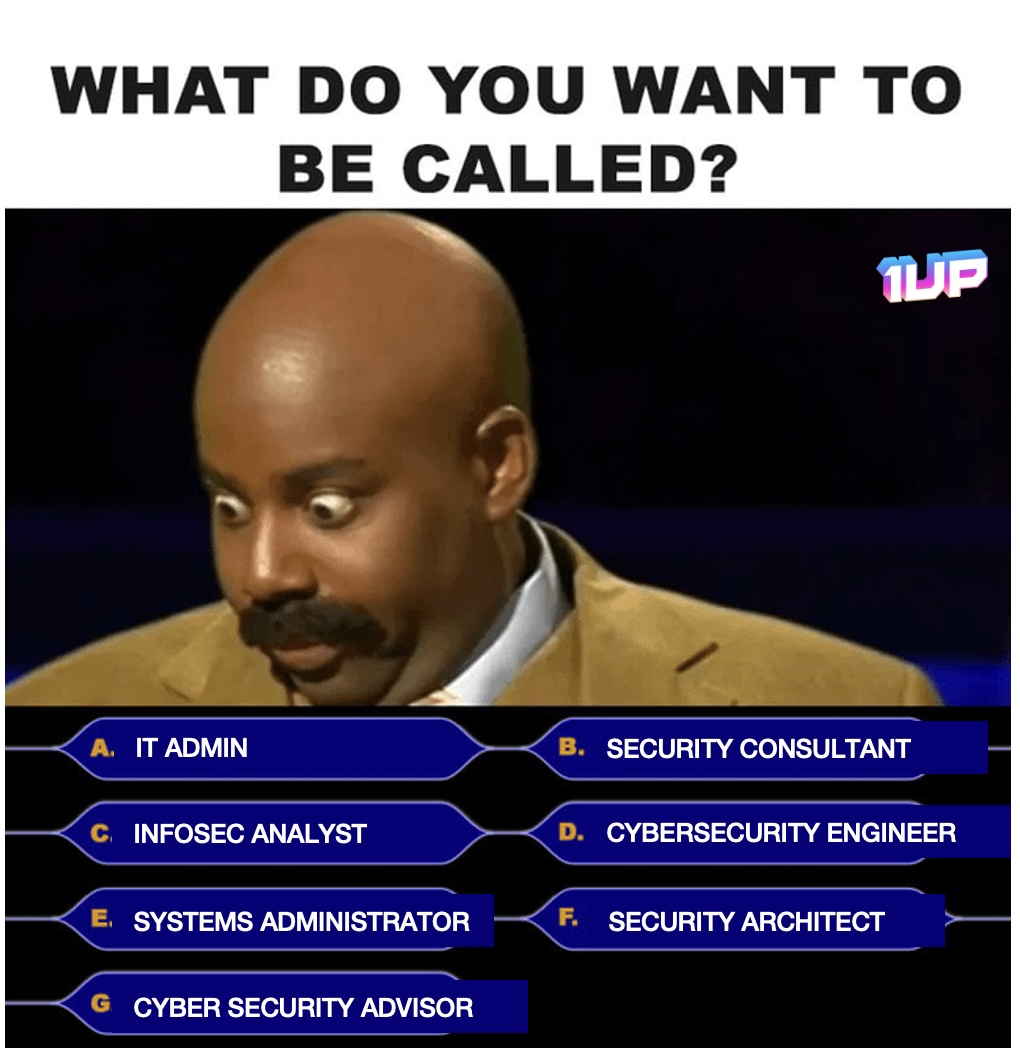 WHAT DO YOU WANT TO
BE CALLED?
1UP
A. IT ADMIN
B. SECURITY CONSULTANT
C. INFOSEC ANALYST
D. CYBERSECURITY ENGINEER
E. SYSTEMS ADMINISTRATOR
F. SECURITY ARCHITECT
G CYBER SECURITY ADVISOR